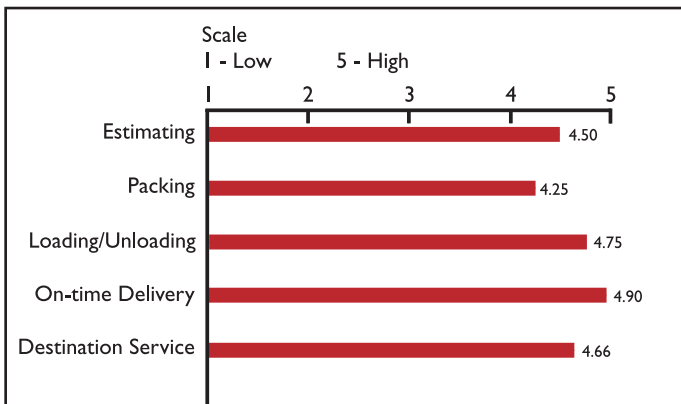 Scale
1 - Low 5 - High
1 2 3 4 5
Estimating 4.50
Packing 4.25
Loading/Unloading 4.75
On-time Delivery 4.90
Destination Service 4.66